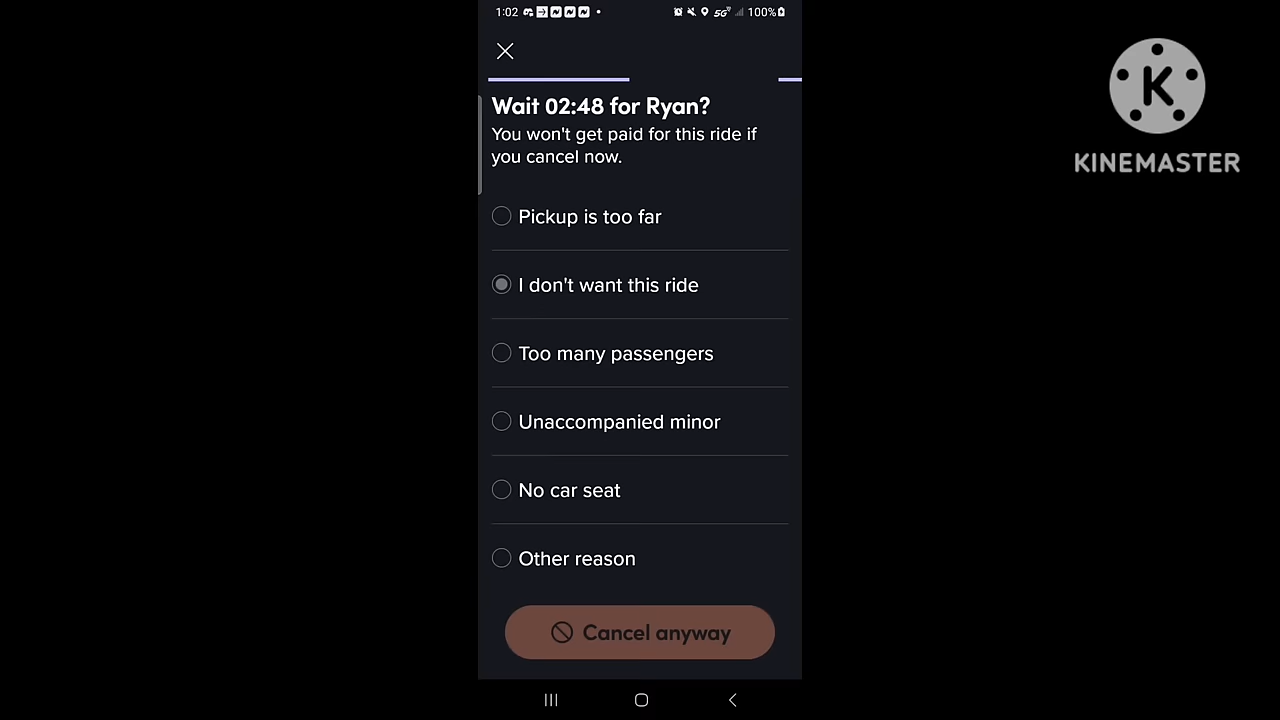 1:02
5G
100%
Wait 02:48 for Ryan?
You won't get paid for this ride if
you cancel now.
Pickup is too far
I don't want this ride
Too many passengers
Unaccompanied minor
No car seat
Other reason
Cancel anyway
K
KINEMASTER